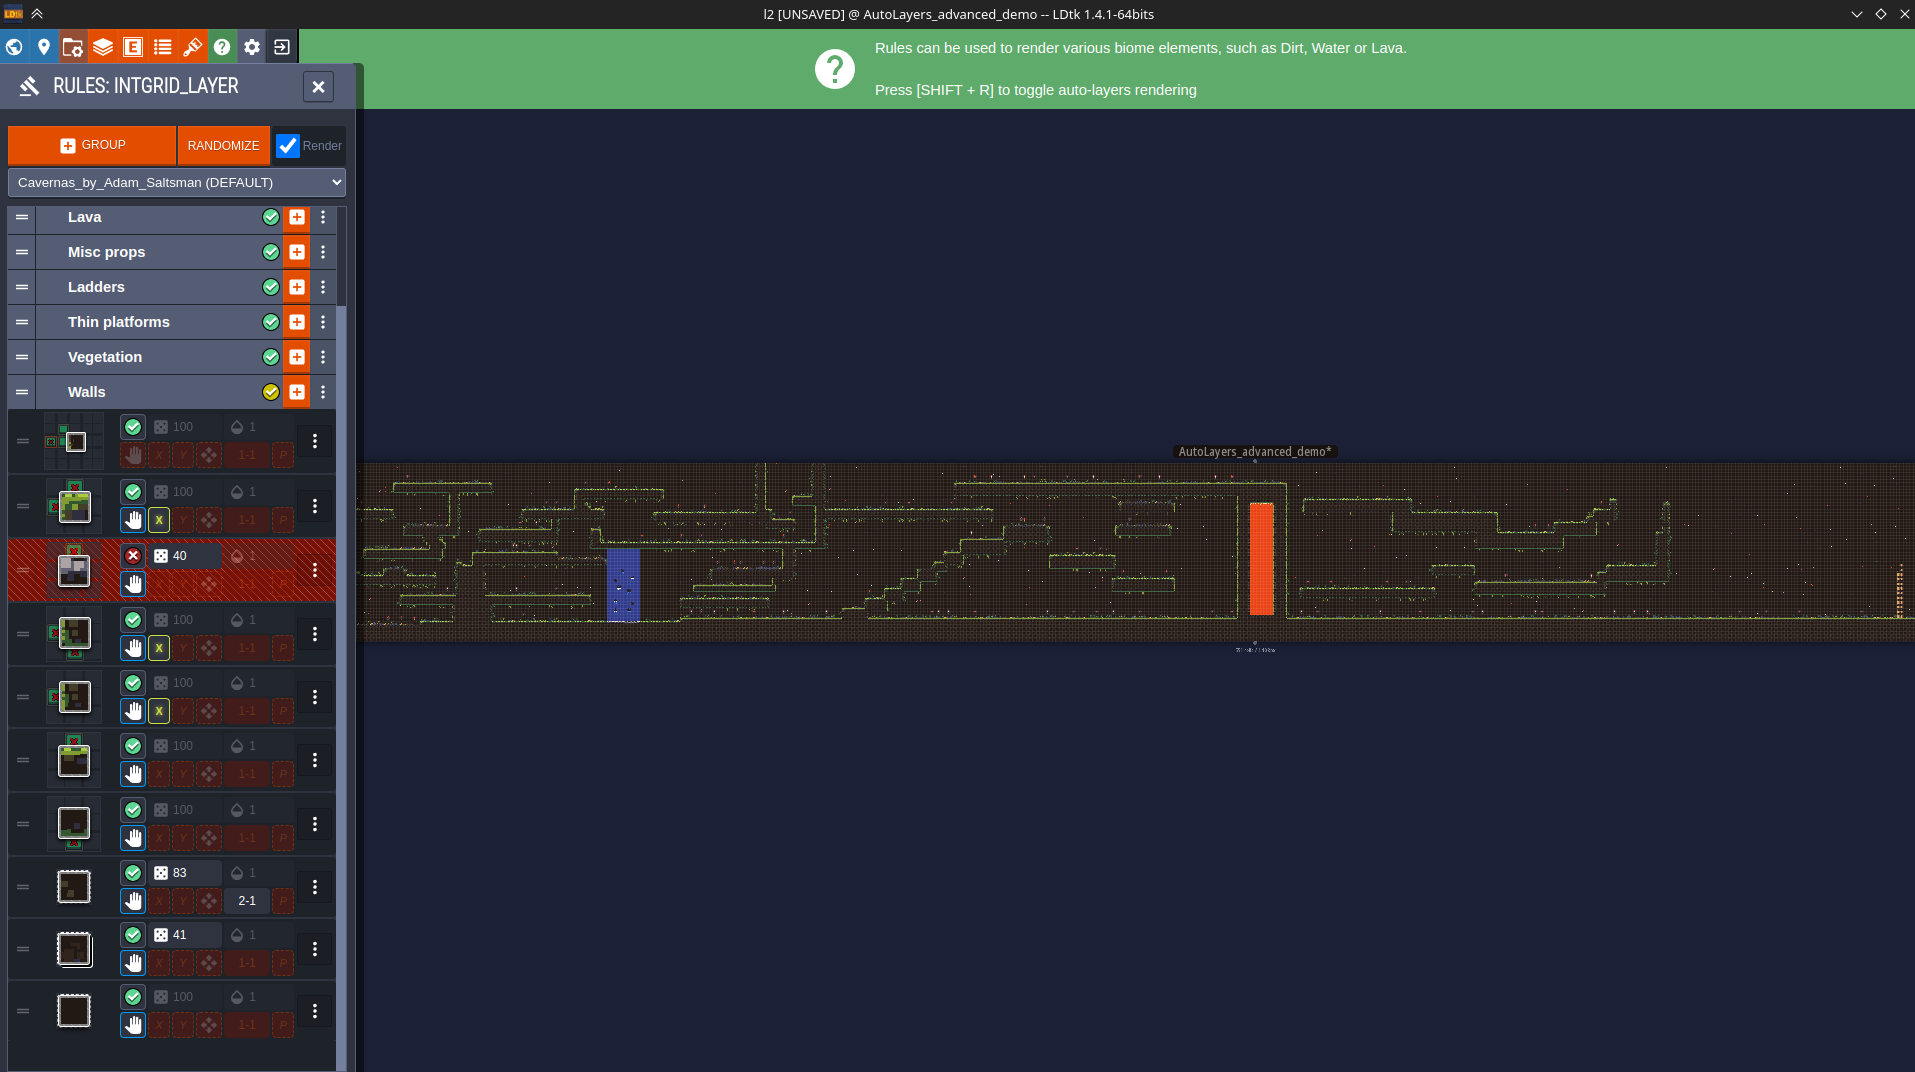 l2 [UNSAVED] @ AutoLayers_advanced_demo -- LDtk 1.4.1-64bits
LDtk
E
Rules can be used to render various biome elements, such as Dirt, Water or Lava.
Press [SHIFT + R] to toggle auto-layers rendering
RULES: INTGRID_LAYER
GROUP
RANDOMIZE
Render
Cavernas_by_Adam_Saltsman (DEFAULT)
Lava
Misc props
Ladders
Thin platforms
Vegetation
Walls
100 1
X Y 1-1 P
100 1
X Y 1-1 P
40 1
100 1
X Y 1-1 P
100 1
X Y 1-1 P
100 1
X Y 1-1 P
100 1
X Y 1-1 P
83 1
X Y 2-1 P
41 1
X Y 1-1 P
100 1
X Y 1-1 P
AutoLayers_advanced_demo*